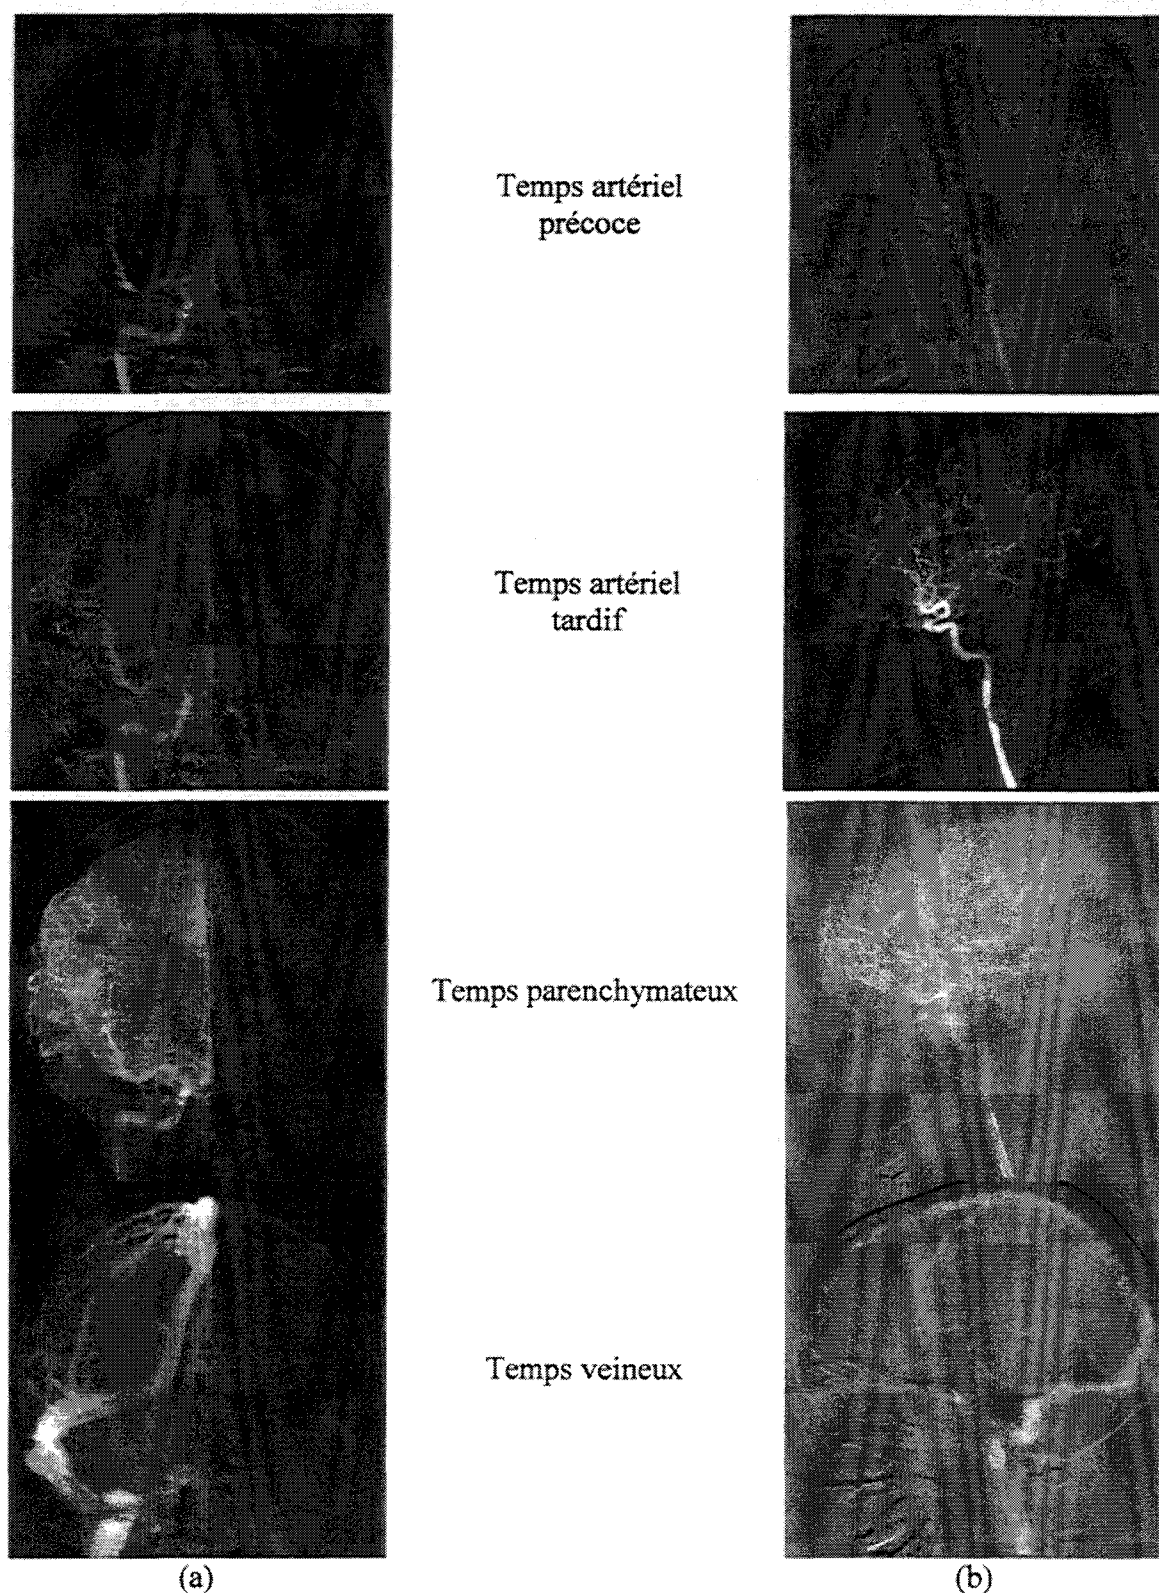 Temps artériel
précoce
Temps artériel
tardif
Temps parenchymateux
Temps veineux
(a)
(b)